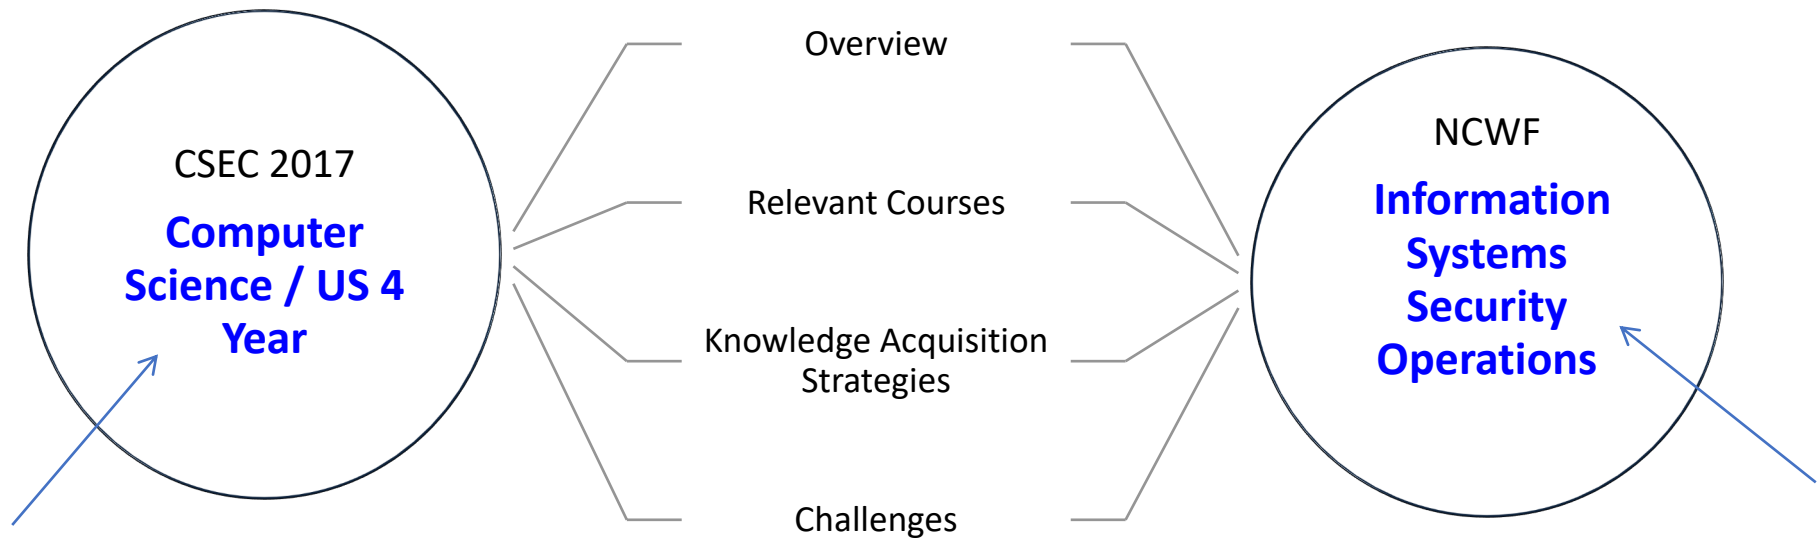 CSEC 2017
Computer
Science / US 4
Year
Overview
Relevant Courses
Knowledge Acquisition
Strategies
Challenges
NCWF
Information
Systems
Security
Operations